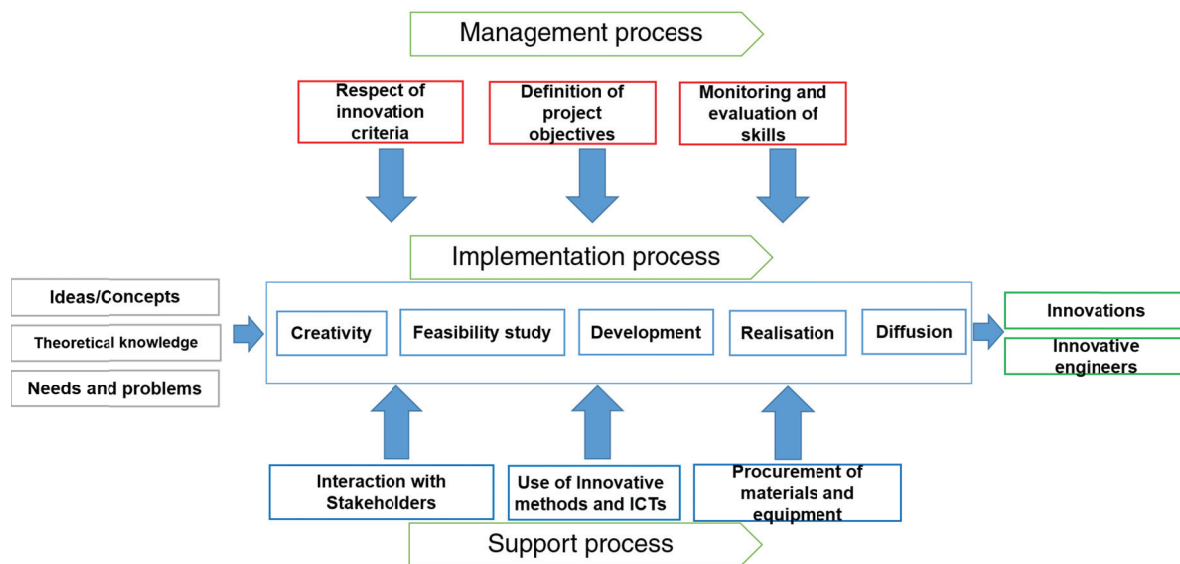 Management process
Respect of
innovation
criteria
Definition of
project
objectives
Monitoring and
evaluation of
skills
Implementation process
Ideas/Concepts
Theoretical knowledge
Needs and problems
Creativity
Feasibility study
Development
Realisation
Diffusion
Innovations
Innovative
engineers
Interaction with
Stakeholders
Use of Innovative
methods and ICTs
Procurement of
materials and
equipment
Support process